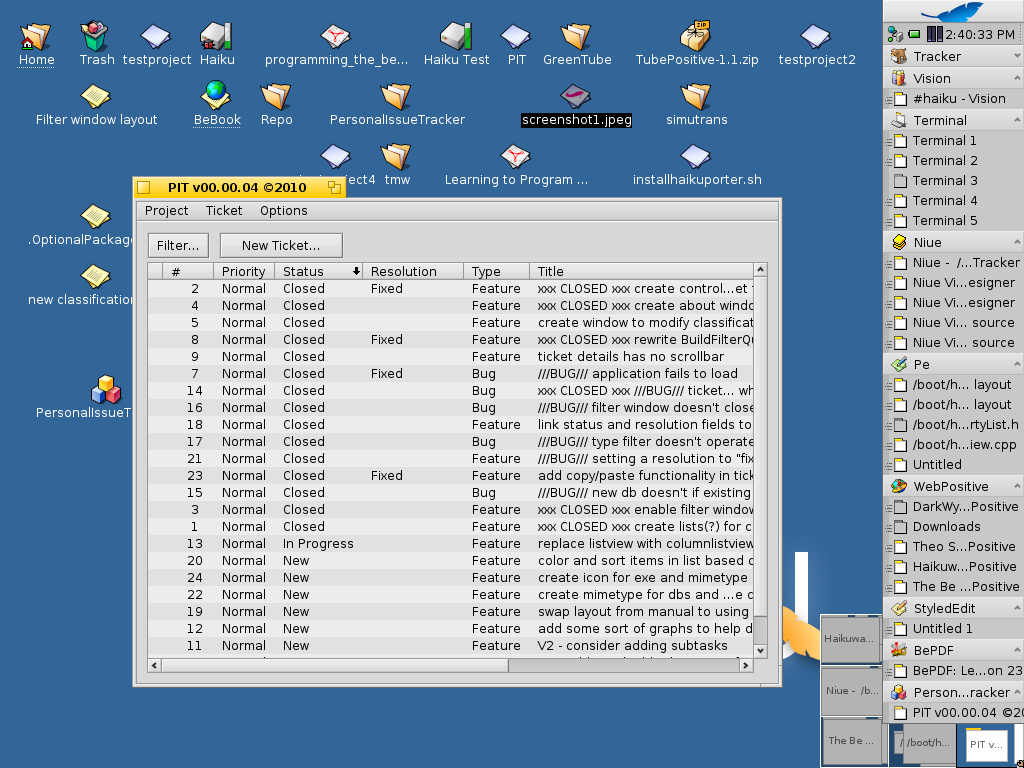 Home
Trash
testproject
Haiku
programming_the_be...
Haiku Test
PIT
GreenTube
TubePositive-1.1.zip
testproject2
Filter window layout
BeBook
Repo
PersonalIssueTracker
screenshot1.jpeg
simutrans
ject4
tmw
Learning to Program ...
installhaikuporter.sh
.OptionalPackag
new classification
PersonalIssueT
PIT v00.00.04 ©2010
Project Ticket Options
Filter... New Ticket...
# Priority Status Resolution Type Title
2 Normal Closed Fixed Feature xxx CLOSED xxx create control...et
4 Normal Closed Feature xxx CLOSED xxx create about windo
5 Normal Closed Feature create window to modify classificat
8 Normal Closed Fixed Feature xxx CLOSED xxx rewrite BuildFilterQu
9 Normal Closed Feature ticket details has no scrollbar
7 Normal Closed Fixed Bug ///BUG/// application fails to load
14 Normal Closed Bug xxx CLOSED xxx ///BUG/// ticket... wh
16 Normal Closed Bug ///BUG/// filter window doesn't close
18 Normal Closed Feature link status and resolution fields to
17 Normal Closed Bug ///BUG/// type filter doesn't operate
21 Normal Closed Feature ///BUG/// setting a resolution to "fix
23 Normal Closed Fixed Feature add copy/paste functionality in tick
15 Normal Closed Bug ///BUG/// new db doesn't if existing
3 Normal Closed Feature xxx CLOSED xxx enable filter window
1 Normal Closed Feature xxx CLOSED xxx create lists(?) for c
13 Normal In Progress Feature replace listview with columnlistview
20 Normal New Feature color and sort items in list based o
24 Normal New Feature create icon for exe and mimetype
22 Normal New Feature create mimetype for dbs and ...e c
19 Normal New Feature swap layout from manual to using
12 Normal New Feature add some sort of graphs to help d
11 Normal New Feature V2 - consider adding subtasks
2:40:33 PM
Tracker
Vision
#haiku - Vision
Terminal
Terminal 1
Terminal 2
Terminal 3
Terminal 4
Terminal 5
Niue
Niue - /...Tracker
Niue Vi...esigner
Niue Vi...esigner
Niue Vi... source
Niue Vi... source
Pe
/boot/h... layout
/boot/h... layout
/boot/h...rtyList.h
/boot/h...iew.cpp
Untitled
WebPositive
DarkWy...Positive
Downloads
Theo S...Positive
Haikuw...Positive
The Be ...Positive
StyledEdit
Untitled 1
BePDF
BePDF: Le...on 23
Person...racker
PIT v00.00.04 ©20
Haikuwa...
Niue - /b...
The Be ...
/ /boot/h...
PIT v...